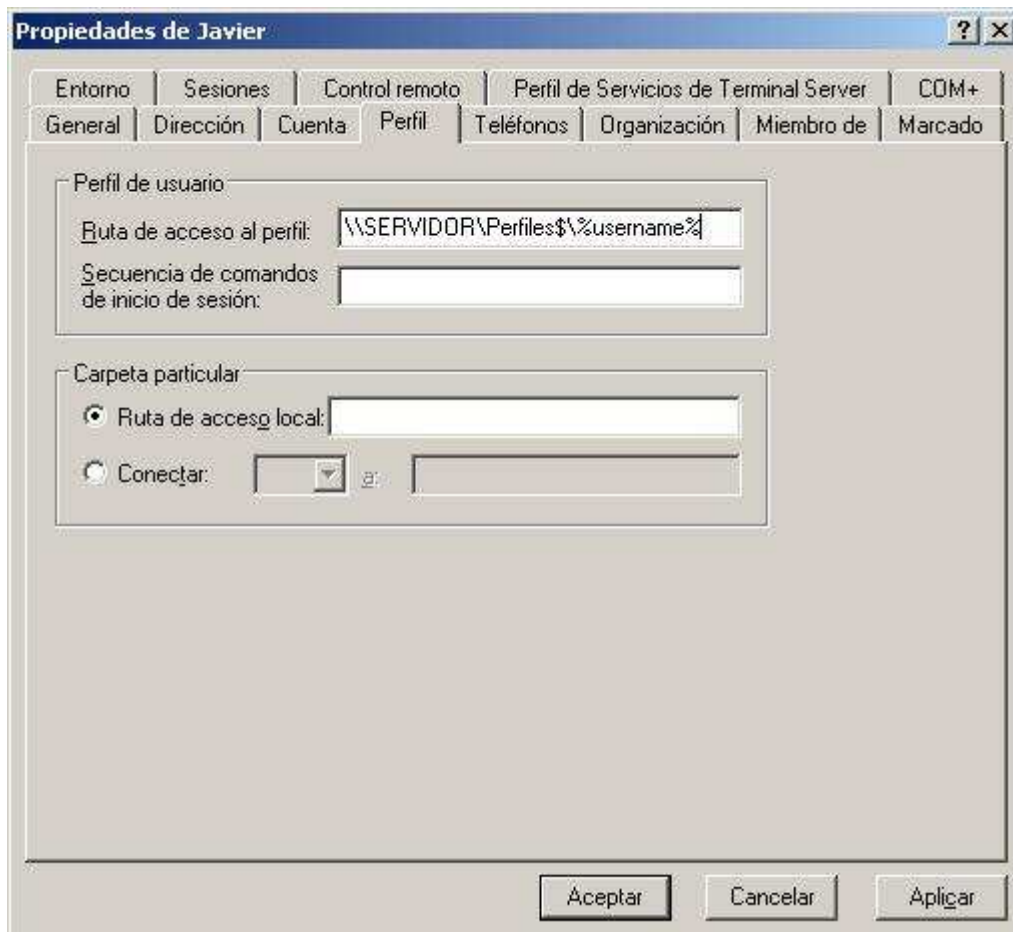 Propiedades de Javier
Entorno Sesiones Control remoto Perfil de Servicios de Terminal Server COM+
General Dirección Cuenta Perfil Teléfonos Organización Miembro de Marcado
Perfil de usuario
Ruta de acceso al perfil: \\SERVIDOR\Perfiles$\%username%
Secuencia de comandos
de inicio de sesión:
Carpeta particular
Ruta de acceso local:
Conectar: a:
Aceptar Cancelar Aplicar